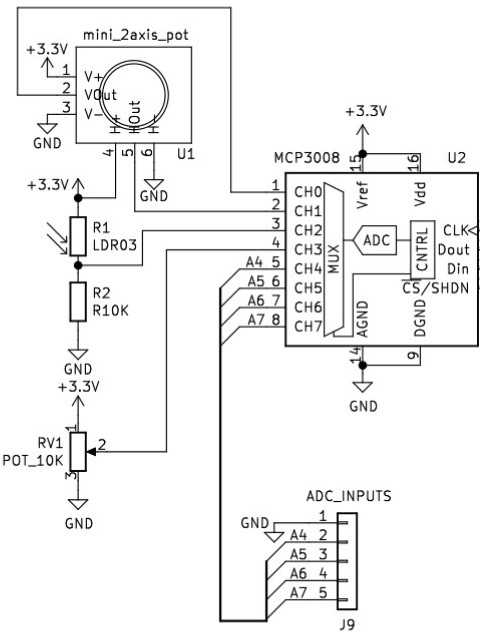 mini_2axis_pot
+3.3V
1 V+
2 VOut
3 V-
GND
H+
HOut
H-
4
5
6
U1
GND
+3.3V
R1
LDR03
R2
R10K
GND
+3.3V
1
RV1
POT_10K
2
3
GND
+3.3V
MCP3008
15
16
U2
Vref
Vdd
1 CH0
2 CH1
3 CH2
4 CH3
A4 5 CH4
A5 6 CH5
A6 7 CH6
A7 8 CH7
MUX
ADC
CNTRL
CLK
Dout
Din
CS/SHDN
AGND
DGND
14
9
GND
ADC_INPUTS
GND 1
A4 2
A5 3
A6 4
A7 5
J9